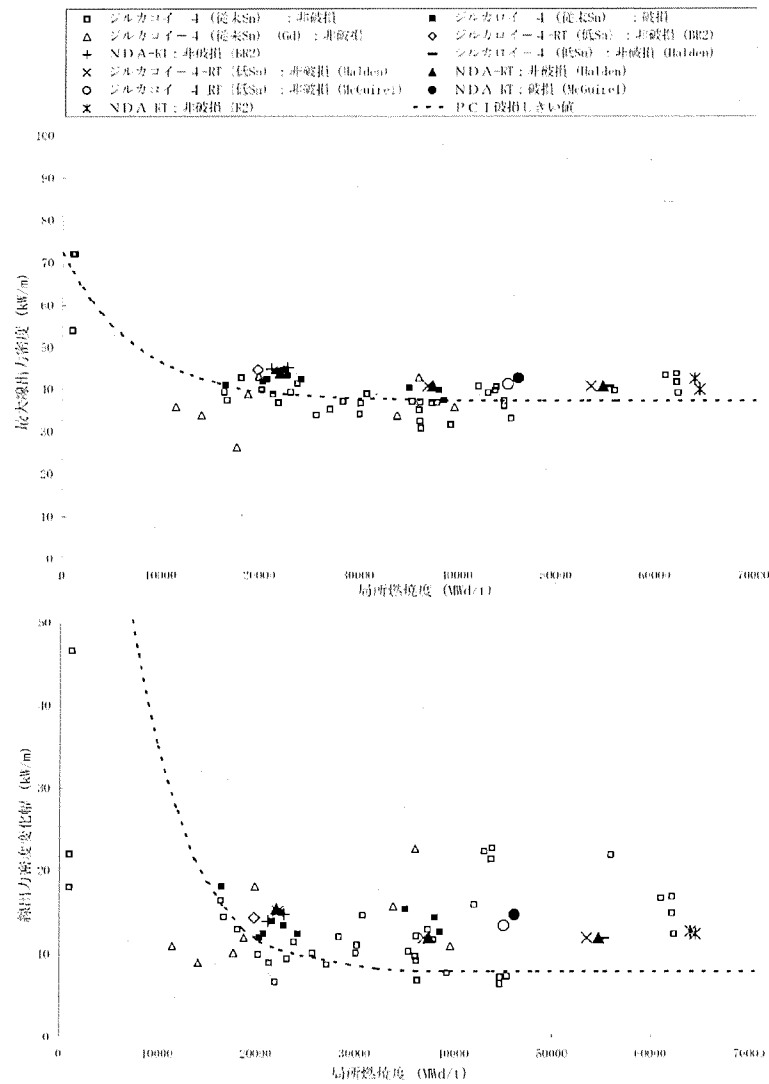 ジルカロイ-4 (従来Sn) ：非破損
ジルカロイ-4 (従来Sn) ：破損
ジルカロイ-4 (従来Sn) (Gd) ：非破損
ジルカロイ-4-RT (低Sn) ：非破損 (BR2)
NDA-RT：非破損 (BR2)
ジルカロイ-4 (低Sn) ：非破損 (Halden)
ジルカロイ-4-RT (低Sn) ：非破損 (Halden)
NDA-RT：非破損 (Halden)
ジルカロイ-4-RT (低Sn) ：非破損 (McGuire1)
NDA-RT：破損 (McGuire1)
NDA-RT：非破損 (R2)
PCI破損しきい値
100
90
80
70
60
50
40
30
20
10
0
最大線出力密度 (kW/m)
0 10000 20000 30000 40000 50000 60000 70000
局所燃焼度 (MWd/t)
50
40
30
20
10
0
線出力密度変化幅 (kW/m)
0 10000 20000 30000 40000 50000 60000 70000
局所燃焼度 (MWd/t)